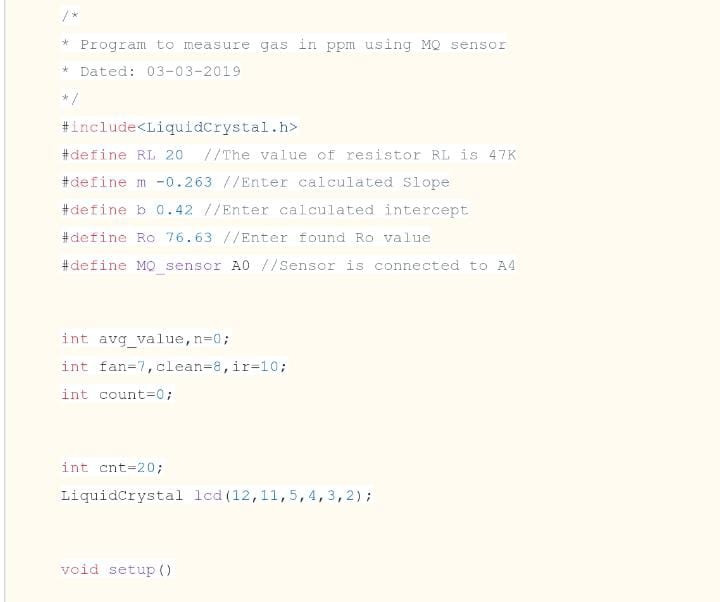 /*
* Program to measure gas in ppm using MQ sensor
* Dated: 03-03-2019
*/
#include<LiquidCrystal.h>
#define RL 20  //The value of resistor RL is 47K
#define m -0.263 //Enter calculated Slope
#define b 0.42 //Enter calculated intercept
#define Ro 76.63 //Enter found Ro value
#define MQ_sensor A0 //Sensor is connected to A4
int avg_value,n=0;
int fan=7,clean=8,ir=10;
int count=0;
int cnt=20;
LiquidCrystal lcd(12,11,5,4,3,2);
void setup()